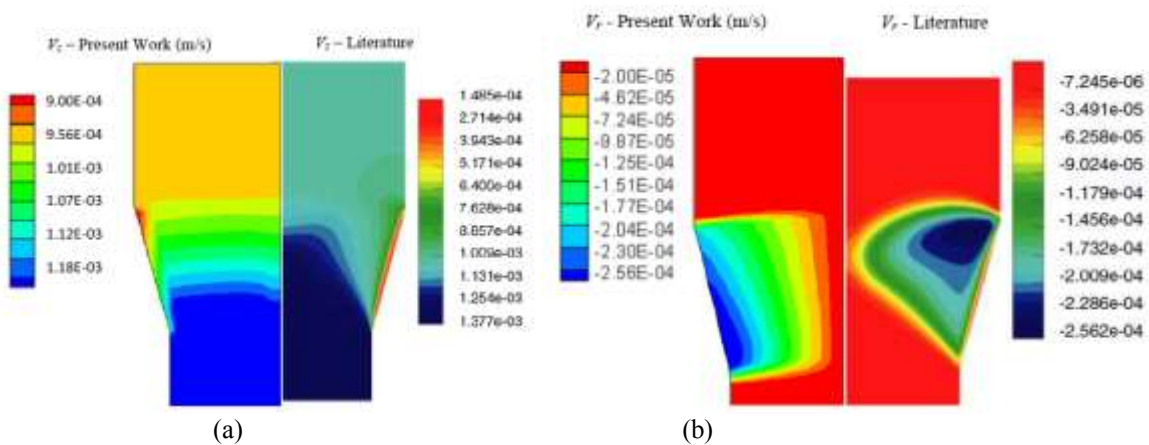 V_z – Present Work (m/s)
V_z – Literature
9.00E-04
9.56E-04
1.01E-03
1.07E-03
1.12E-03
1.18E-03
1.485e-04
2.714e-04
3.943e-04
5.171e-04
6.400e-04
7.628e-04
8.857e-04
1.009e-03
1.131e-03
1.254e-03
1.377e-03
(a)
V_r - Present Work (m/s)
V_r - Literature
-2.00E-05
-4.62E-05
-7.24E-05
-9.87E-05
-1.25E-04
-1.51E-04
-1.77E-04
-2.04E-04
-2.30E-04
-2.56E-04
-7.245e-06
-3.491e-05
-6.258e-05
-9.024e-05
-1.179e-04
-1.456e-04
-1.732e-04
-2.009e-04
-2.286e-04
-2.562e-04
(b)